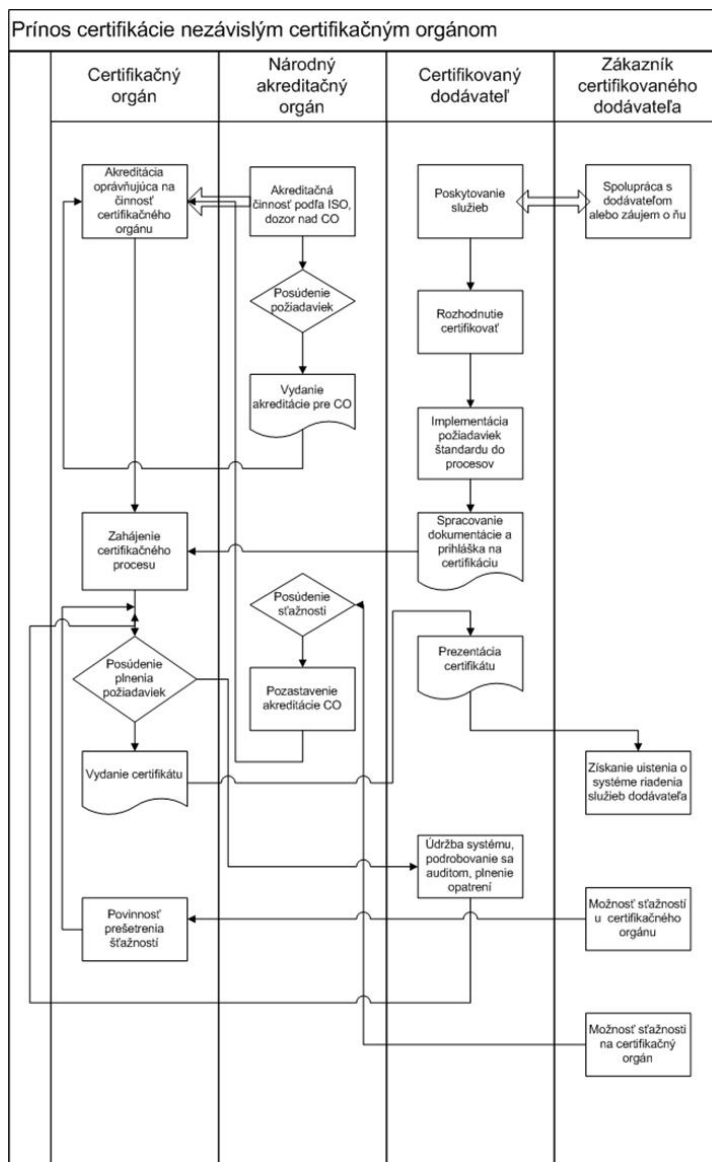 Prínos certifikácie nezávislým certifikačným orgánom
Certifikačný
orgán
Národný
akreditačný
orgán
Certifikovaný
dodávateľ
Zákazník
certifikovaného
dodávateľa
Akreditácia
oprávňujúca na
činnosť
certifikačného
orgánu
Akreditačná
činnosť podľa ISO,
dozor nad CO
Poskytovanie
služieb
Spolupráca s
dodávateľom
alebo záujem o ňu
Posúdenie
požiadaviek
Rozhodnutie
certifikovať
Vydanie
akreditácie pre CO
Implementácia
požiadaviek
štandardu do
procesov
Zahájenie
certifikačného
procesu
Spracovanie
dokumentácie a
prihláška na
certifikáciu
Posúdenie
sťažnosti
Posúdenie
plnenia
požiadaviek
Prezentácia
certifikátu
Pozastavenie
akreditácie CO
Vydanie certifikátu
Získanie uistenia o
systéme riadenia
služieb dodávateľa
Údržba systému,
podrobovanie sa
auditom, plnenie
opatrení
Povinnosť
prešetrenia
šťažností
Možnosť sťažností
u certifikačného
orgánu
Možnosť sťažnosti
na certifikačný
orgán